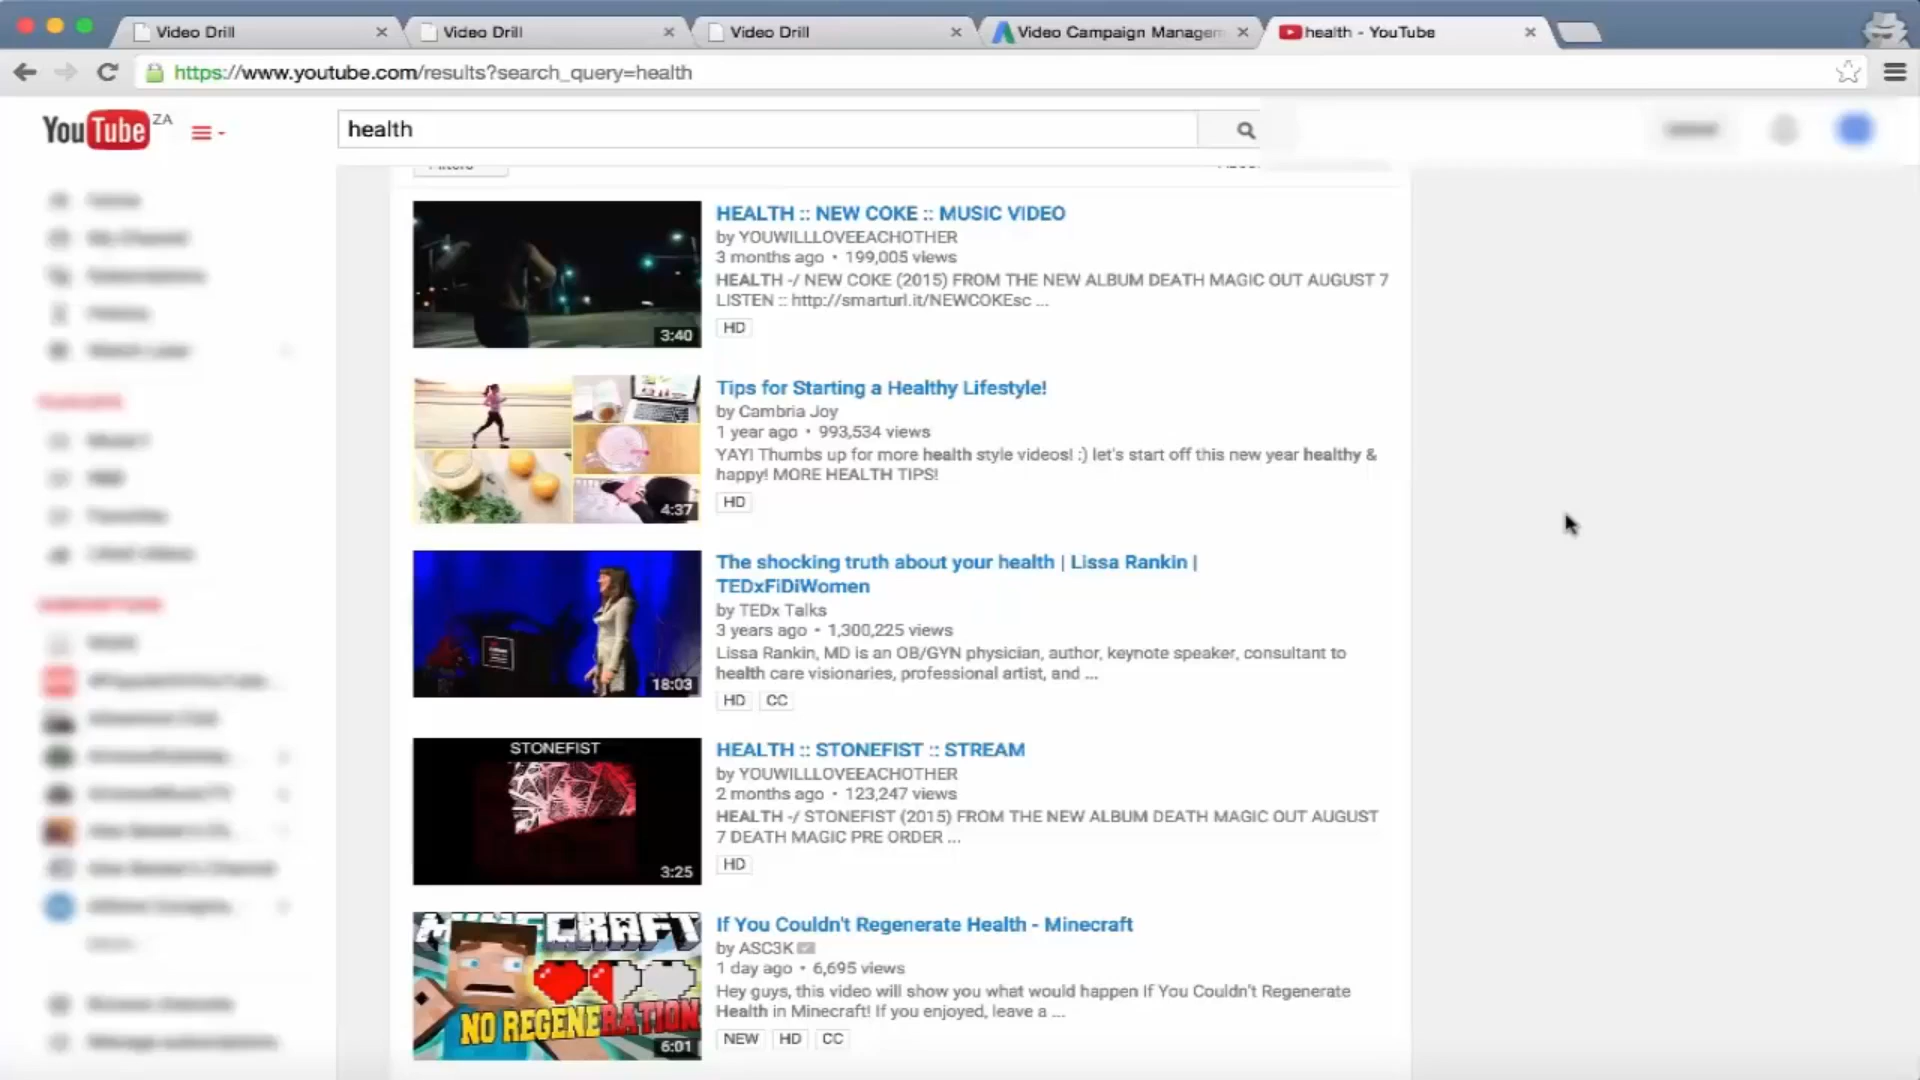 Video Drill
Video Drill
Video Drill
Video Campaign Managem
health - YouTube
https://www.youtube.com/results?search_query=health
YouTube ZA
health
HEALTH :: NEW COKE :: MUSIC VIDEO
by YOUWILLLOVEEACHOTHER
3 months ago • 199,005 views
HEALTH -/ NEW COKE (2015) FROM THE NEW ALBUM DEATH MAGIC OUT AUGUST 7
LISTEN :: http://smarturl.it/NEWCOKEsc ...
HD
3:40
Tips for Starting a Healthy Lifestyle!
by Cambria Joy
1 year ago • 993,534 views
YAY! Thumbs up for more health style videos! :) let's start off this new year healthy &
happy! MORE HEALTH TIPS!
HD
4:37
The shocking truth about your health | Lissa Rankin |
TEDxFiDiWomen
by TEDx Talks
3 years ago • 1,300,225 views
Lissa Rankin, MD is an OB/GYN physician, author, keynote speaker, consultant to
health care visionaries, professional artist, and ...
HD CC
18:03
STONEFIST
HEALTH :: STONEFIST :: STREAM
by YOUWILLLOVEEACHOTHER
2 months ago • 123,247 views
HEALTH -/ STONEFIST (2015) FROM THE NEW ALBUM DEATH MAGIC OUT AUGUST
7 DEATH MAGIC PRE ORDER ...
HD
3:25
MINECRAFT
NO REGENERATION
6:01
If You Couldn't Regenerate Health - Minecraft
by ASC3K
1 day ago • 6,695 views
Hey guys, this video will show you what would happen If You Couldn't Regenerate
Health in Minecraft! If you enjoyed, leave a ...
NEW HD CC